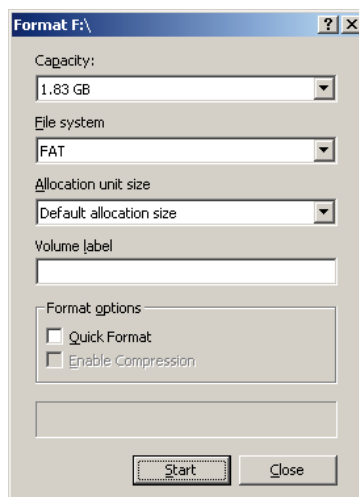 Format F:\
Capacity:
1.83 GB
File system
FAT
Allocation unit size
Default allocation size
Volume label
Format options
Quick Format
Enable Compression
Start
Close